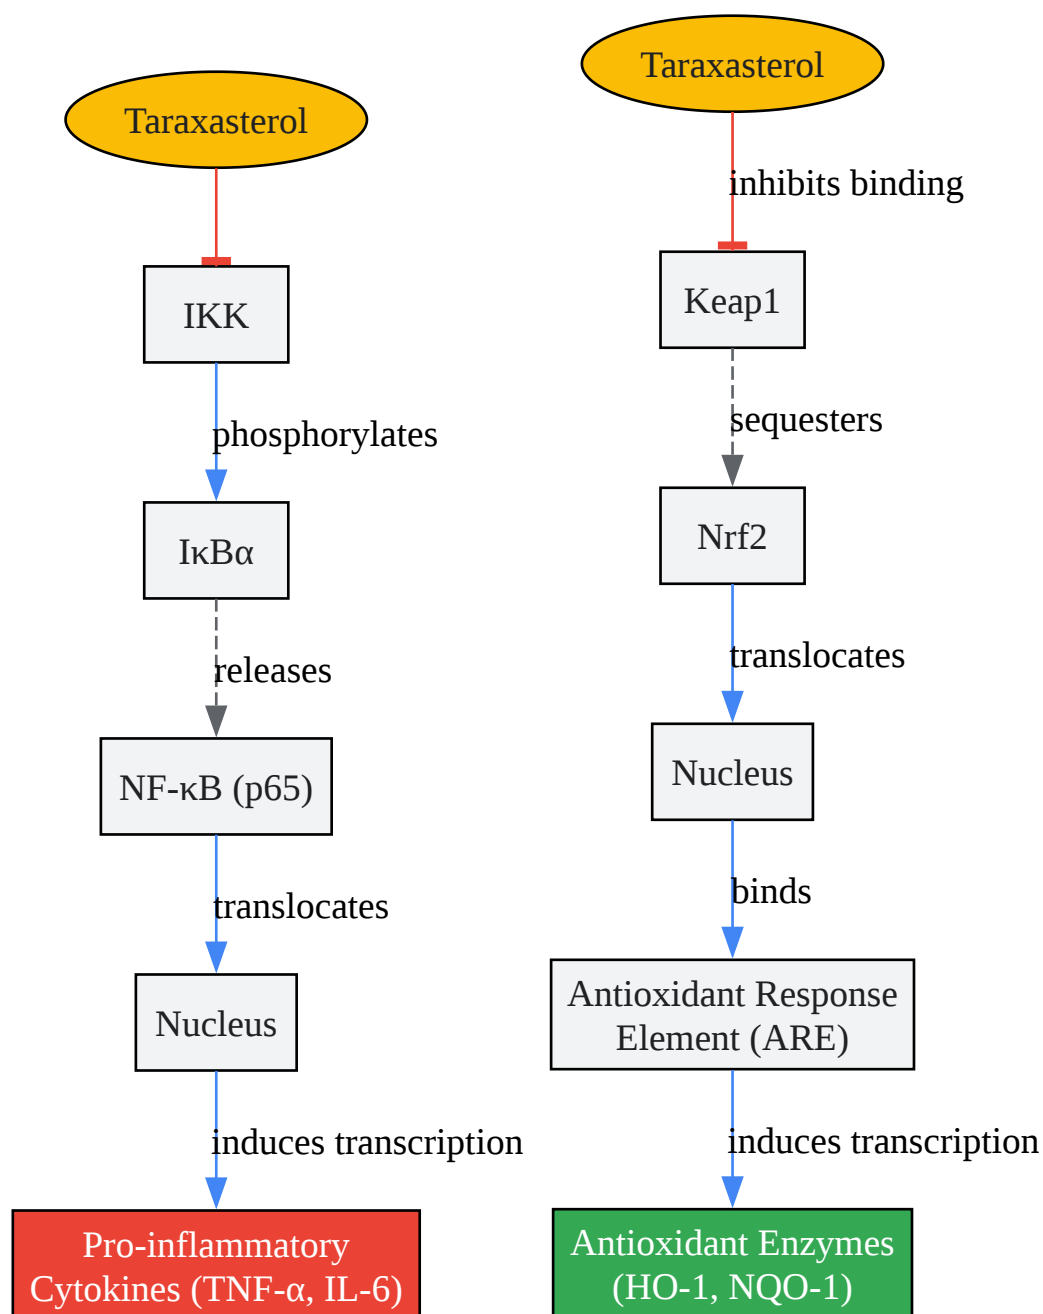 Taraxasterol
IKK
phosphorylates
IκBα
releases
NF-κB (p65)
translocates
Nucleus
induces transcription
Pro-inflammatory
Cytokines (TNF-α, IL-6)
Taraxasterol
inhibits binding
Keap1
sequesters
Nrf2
translocates
Nucleus
binds
Antioxidant Response
Element (ARE)
induces transcription
Antioxidant Enzymes
(HO-1, NQO-1)